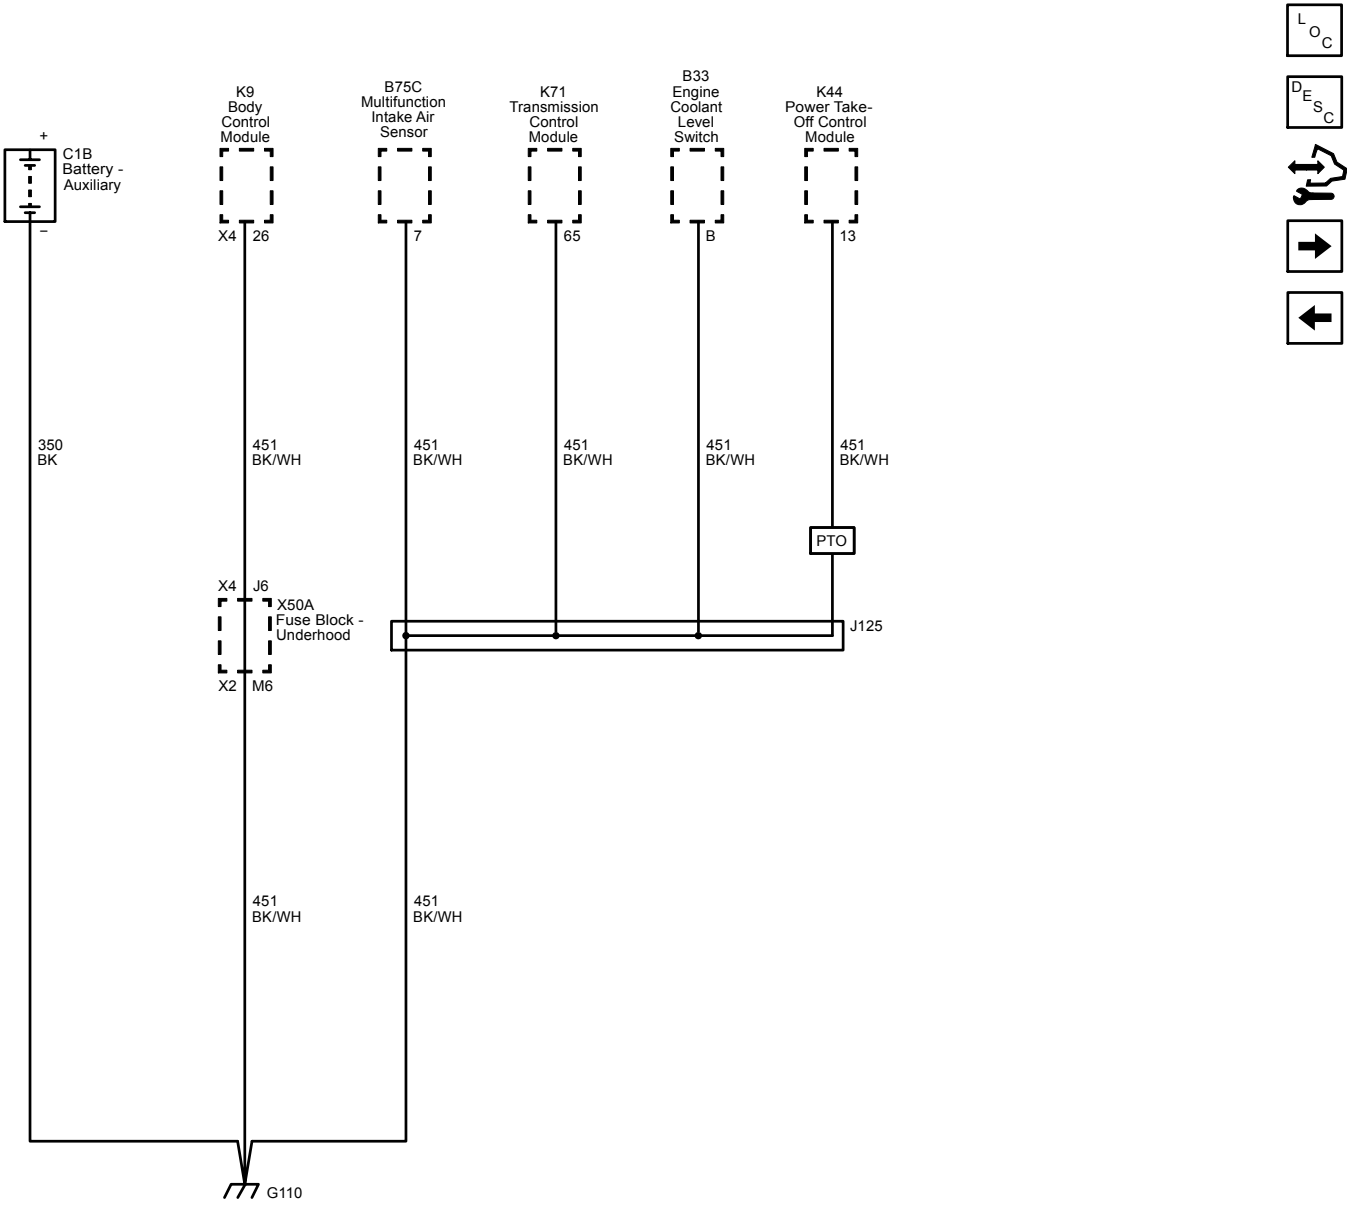 L
O
C
D
E
S
C
+
C1B
Battery -
Auxiliary
–
K9
Body
Control
Module
X4 26
B75C
Multifunction
Intake Air
Sensor
7
K71
Transmission
Control
Module
65
B33
Engine
Coolant
Level
Switch
B
K44
Power Take-
Off Control
Module
13
350
BK
451
BK/WH
451
BK/WH
451
BK/WH
451
BK/WH
451
BK/WH
PTO
X4 J6
X50A
Fuse Block -
Underhood
X2 M6
J125
451
BK/WH
451
BK/WH
G110